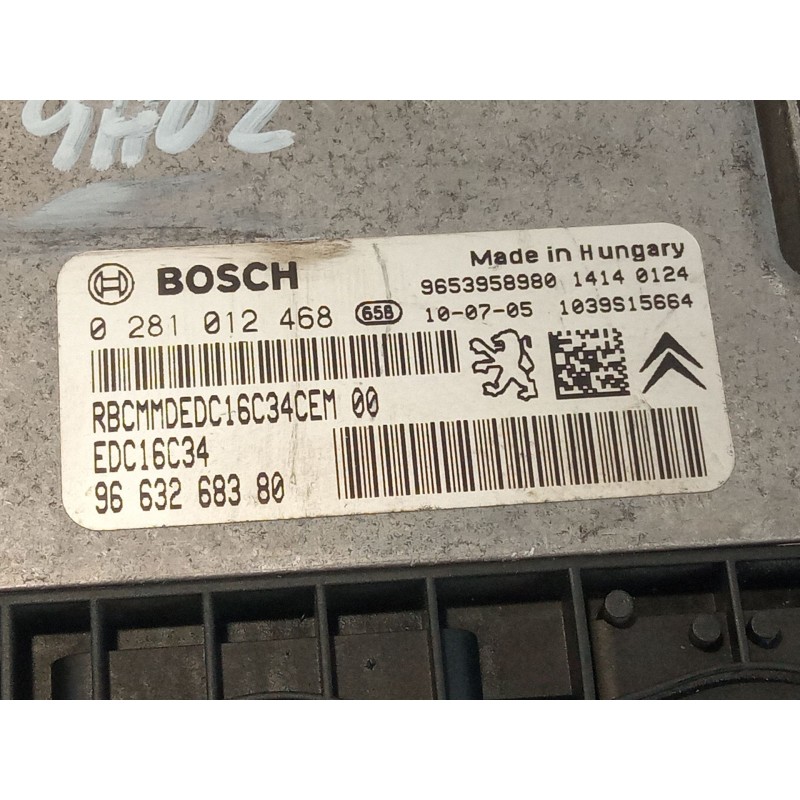 9H02
BOSCH
Made in Hungary
9653958980 1414 0124
0 281 012 468 658 10-07-05 1039S15664
RBCMMDEDC16C34CEM 00
EDC16C34
96 632 683 80